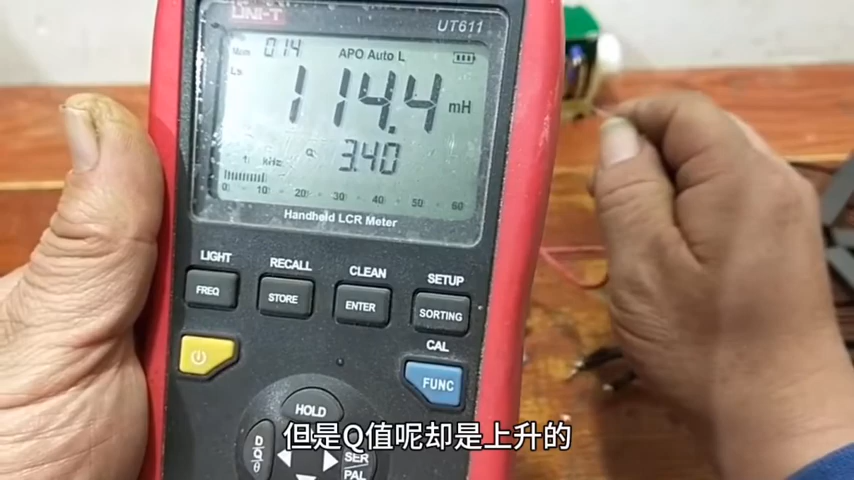 UNI-T
UT611
Mem 014
APO Auto L
Ls
114.4 mH
1 kHz
Q 3.40
0 10 20 30 40 50 60
Handheld LCR Meter
LIGHT
RECALL
CLEAN
SETUP
FREQ
STORE
ENTER
SORTING
CAL
FUNC
HOLD
D
Q
θ
SER
PAL
但是Q值呢却是上升的